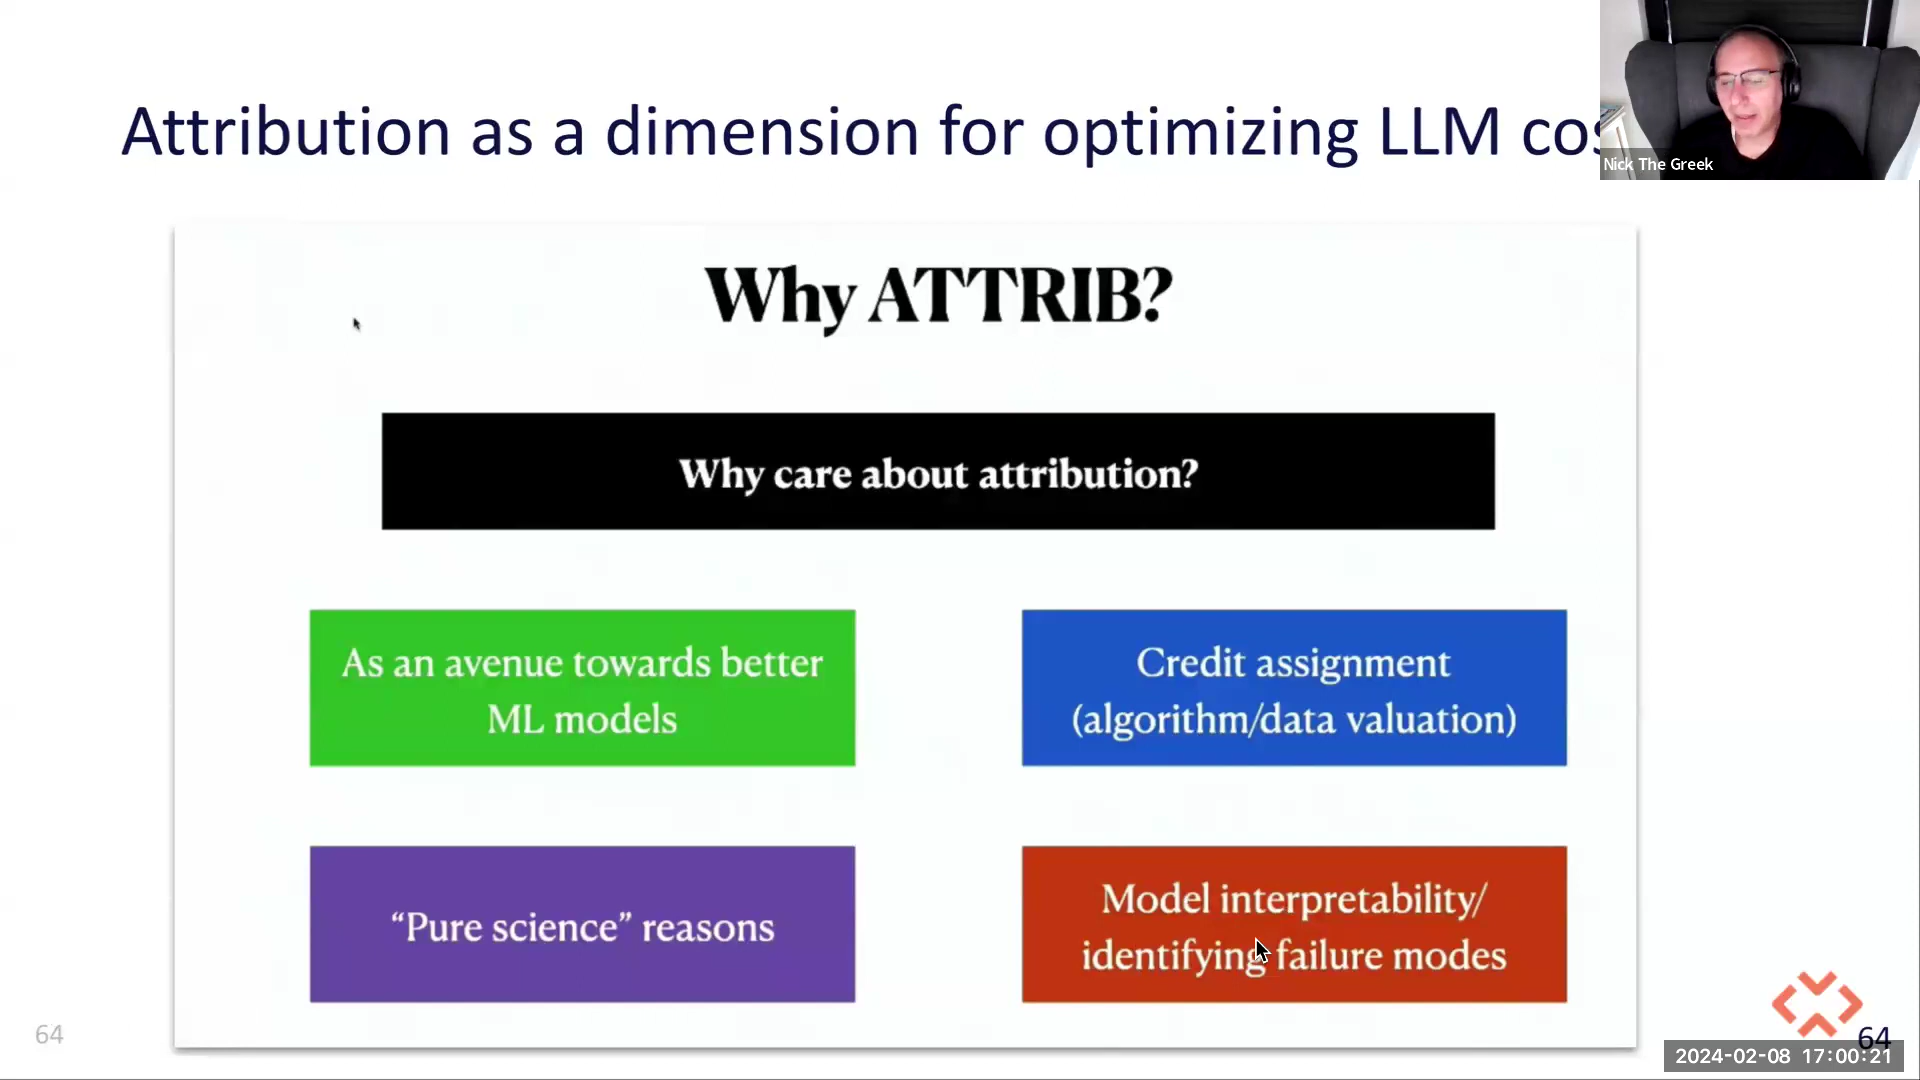 Attribution as a dimension for optimizing LLM
Nick The Greek
Why ATTRIB?
Why care about attribution?
As an avenue towards better
ML models
Credit assignment
(algorithm/data valuation)
“Pure science” reasons
Model interpretability/
identifying failure modes
64
64
2024-02-08 17:00:21